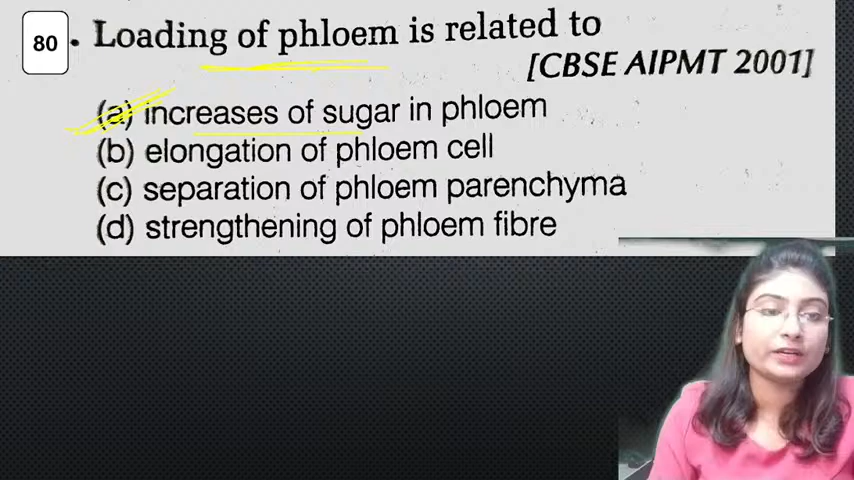 80. Loading of phloem is related to
[CBSE AIPMT 2001]
(a) increases of sugar in phloem
(b) elongation of phloem cell
(c) separation of phloem parenchyma
(d) strengthening of phloem fibre